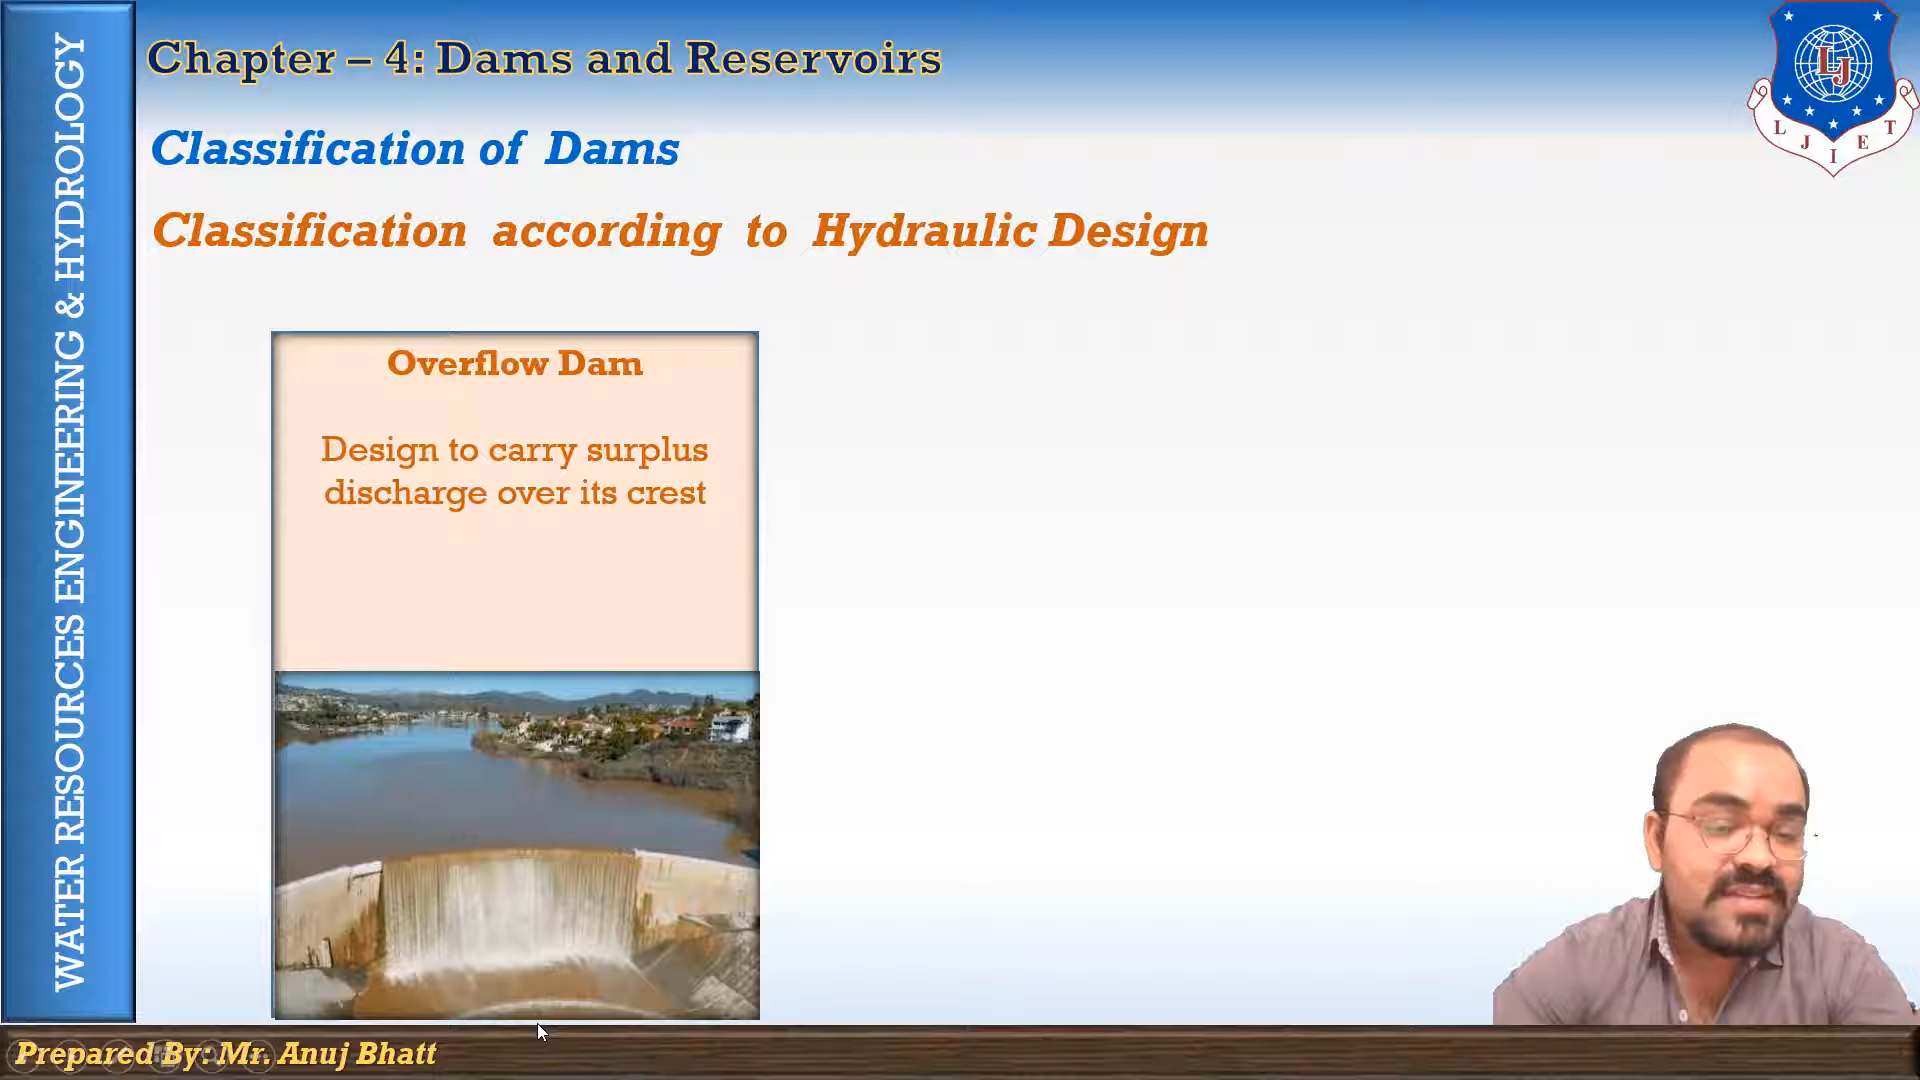 Chapter – 4: Dams and Reservoirs
Classification of Dams
Classification according to Hydraulic Design
Overflow Dam
Design to carry surplus
discharge over its crest
WATER RESOURCES ENGINEERING & HYDROLOGY
Prepared By: Mr. Anuj Bhatt
LJ
L J I E T